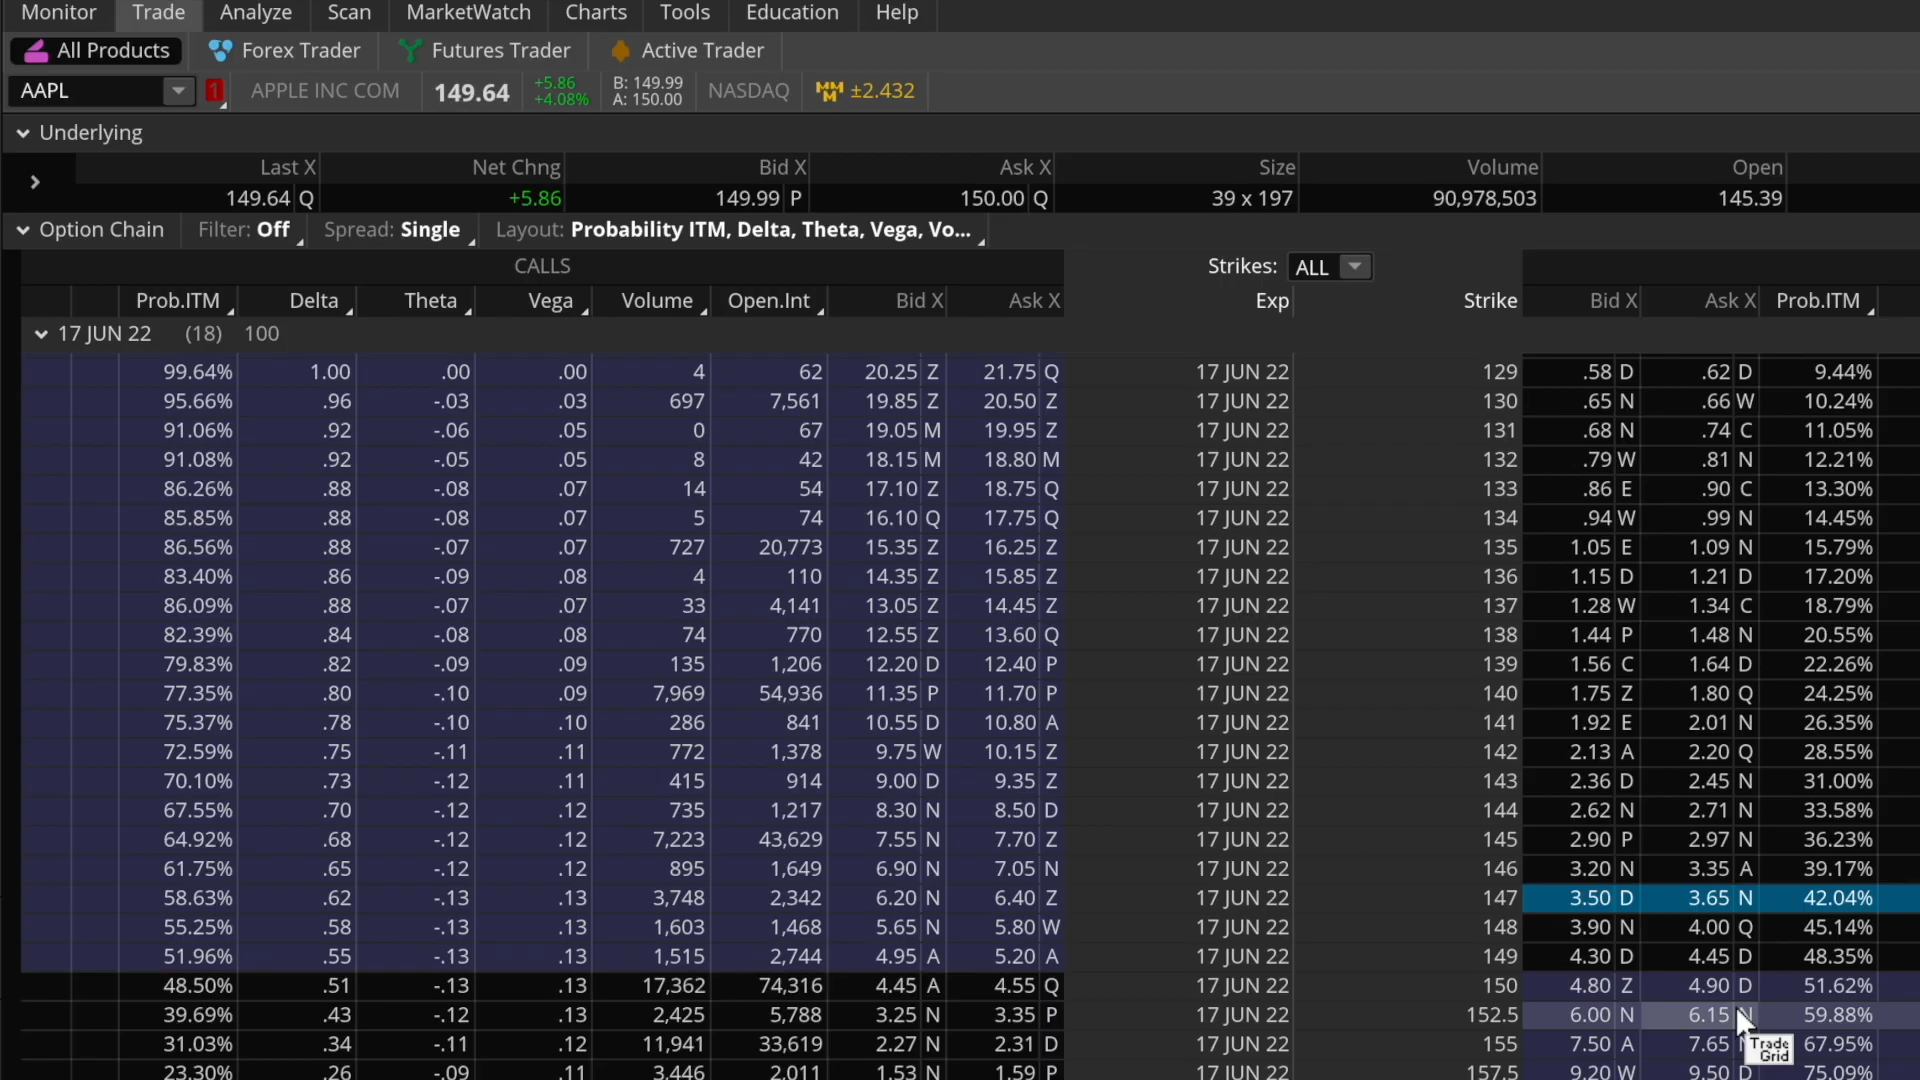 Monitor Trade Analyze Scan MarketWatch Charts Tools Education Help
All Products Forex Trader Futures Trader Active Trader
AAPL 1 APPLE INC COM 149.64 +5.86 +4.08% B: 149.99 A: 150.00 NASDAQ ±2.432
Underlying
Last X Net Chng Bid X Ask X Size Volume Open
149.64 Q +5.86 149.99 P 150.00 Q 39 x 197 90,978,503 145.39
Option Chain Filter: Off Spread: Single Layout: Probability ITM, Delta, Theta, Vega, Vo...
CALLS Strikes: ALL
Prob.ITM Delta Theta Vega Volume Open.Int Bid X Ask X Exp Strike Bid X Ask X Prob.ITM
17 JUN 22 (18) 100
99.64% 1.00 .00 .00 4 62 20.25 Z 21.75 Q 17 JUN 22 129 .58 D .62 D 9.44%
95.66% .96 -.03 .03 697 7,561 19.85 Z 20.50 Z 17 JUN 22 130 .65 N .66 W 10.24%
91.06% .92 -.06 .05 0 67 19.05 M 19.95 Z 17 JUN 22 131 .68 N .74 C 11.05%
91.08% .92 -.05 .05 8 42 18.15 M 18.80 M 17 JUN 22 132 .79 W .81 N 12.21%
86.26% .88 -.08 .07 14 54 17.10 Z 18.75 Q 17 JUN 22 133 .86 E .90 C 13.30%
85.85% .88 -.08 .07 5 74 16.10 Q 17.75 Q 17 JUN 22 134 .94 W .99 N 14.45%
86.56% .88 -.07 .07 727 20,773 15.35 Z 16.25 Z 17 JUN 22 135 1.05 E 1.09 N 15.79%
83.40% .86 -.09 .08 4 110 14.35 Z 15.85 Z 17 JUN 22 136 1.15 D 1.21 D 17.20%
86.09% .88 -.07 .07 33 4,141 13.05 Z 14.45 Z 17 JUN 22 137 1.28 W 1.34 C 18.79%
82.39% .84 -.08 .08 74 770 12.55 Z 13.60 Q 17 JUN 22 138 1.44 P 1.48 N 20.55%
79.83% .82 -.09 .09 135 1,206 12.20 D 12.40 P 17 JUN 22 139 1.56 C 1.64 D 22.26%
77.35% .80 -.10 .09 7,969 54,936 11.35 P 11.70 P 17 JUN 22 140 1.75 Z 1.80 Q 24.25%
75.37% .78 -.10 .10 286 841 10.55 D 10.80 A 17 JUN 22 141 1.92 E 2.01 N 26.35%
72.59% .75 -.11 .11 772 1,378 9.75 W 10.15 Z 17 JUN 22 142 2.13 A 2.20 Q 28.55%
70.10% .73 -.12 .11 415 914 9.00 D 9.35 Z 17 JUN 22 143 2.36 D 2.45 N 31.00%
67.55% .70 -.12 .12 735 1,217 8.30 N 8.50 D 17 JUN 22 144 2.62 N 2.71 N 33.58%
64.92% .68 -.12 .12 7,223 43,629 7.55 N 7.70 Z 17 JUN 22 145 2.90 P 2.97 N 36.23%
61.75% .65 -.12 .12 895 1,649 6.90 N 7.05 N 17 JUN 22 146 3.20 N 3.35 A 39.17%
58.63% .62 -.13 .13 3,748 2,342 6.20 N 6.40 Z 17 JUN 22 147 3.50 D 3.65 N 42.04%
55.25% .58 -.13 .13 1,603 1,468 5.65 N 5.80 W 17 JUN 22 148 3.90 N 4.00 Q 45.14%
51.96% .55 -.13 .13 1,515 2,744 4.95 A 5.20 A 17 JUN 22 149 4.30 D 4.45 D 48.35%
48.50% .51 -.13 .13 17,362 74,316 4.45 A 4.55 Q 17 JUN 22 150 4.80 Z 4.90 D 51.62%
39.69% .43 -.12 .13 2,425 5,788 3.25 N 3.35 P 17 JUN 22 152.5 6.00 N 6.15 59.88%
31.03% .34 -.11 .12 11,941 33,619 2.27 N 2.31 D 17 JUN 22 155 7.50 A 7.65 67.95%
Trade Grid
23.30% .26 -.09 .11 3,446 2,011 1.53 N 1.59 P 17 JUN 22 157.5 9.20 W 9.50 D 75.09%